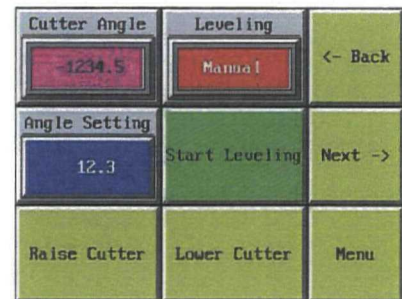 Cutter Angle
-1234.5
Leveling
Manual
<- Back
Angle Setting
12.3
Start Leveling
Next ->
Raise Cutter
Lower Cutter
Menu